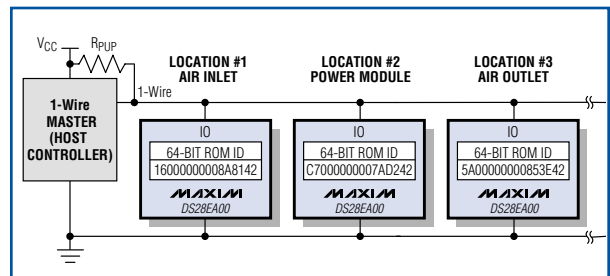 VCC
RPUP
1-Wire
1-Wire
MASTER
(HOST
CONTROLLER)
LOCATION #1
AIR INLET
IO
64-BIT ROM ID
16000000008A8142
MAXIM
DS28EA00
LOCATION #2
POWER MODULE
IO
64-BIT ROM ID
C7000000007AD242
MAXIM
DS28EA00
LOCATION #3
AIR OUTLET
IO
64-BIT ROM ID
5A00000000853E42
MAXIM
DS28EA00